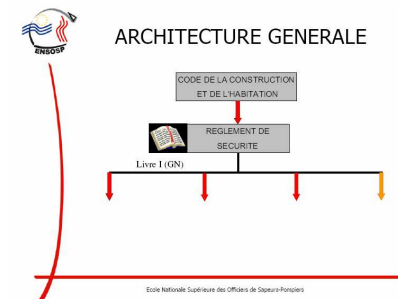 ENSOSP
ARCHITECTURE GENERALE
CODE DE LA CONSTRUCTION
ET DE L'HABITATION
REGLEMENT DE
SECURITE
Livre I (GN)
Ecole Nationale Supérieure des Officiers de Sapeurs-Pompiers